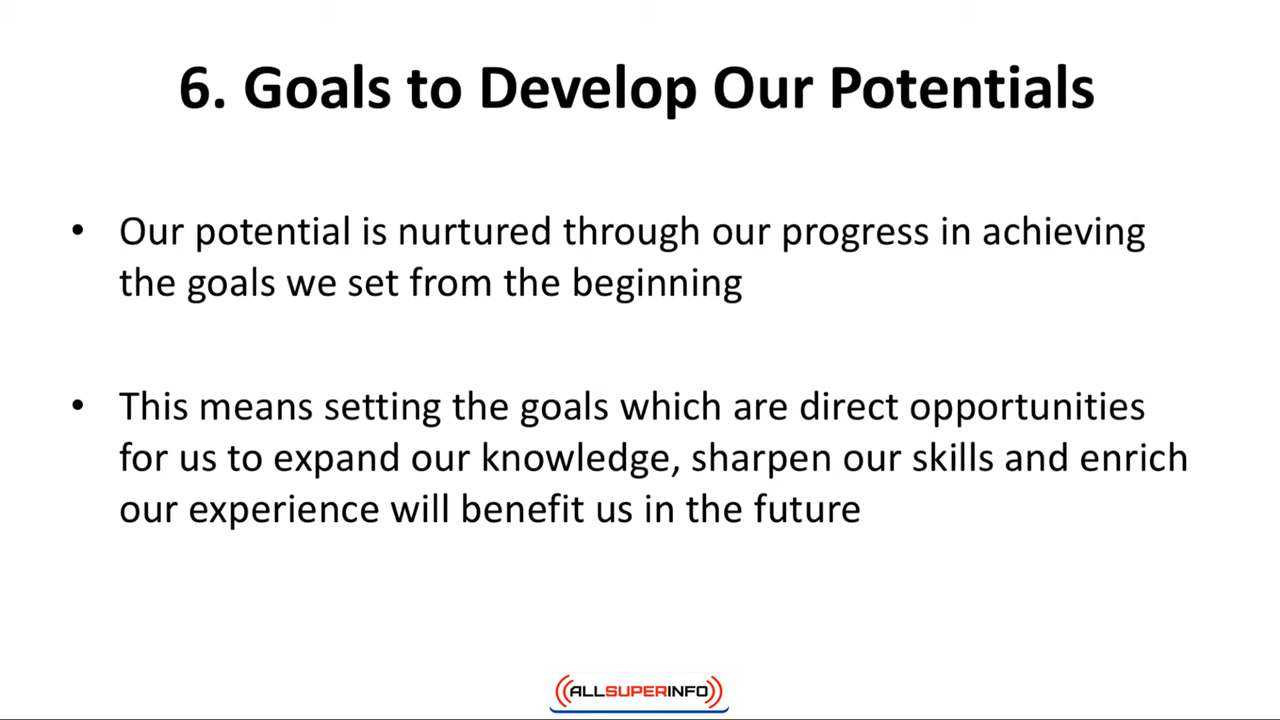 6. Goals to Develop Our Potentials
• Our potential is nurtured through our progress in achieving
the goals we set from the beginning
• This means setting the goals which are direct opportunities
for us to expand our knowledge, sharpen our skills and enrich
our experience will benefit us in the future
ALLSUPERINFO